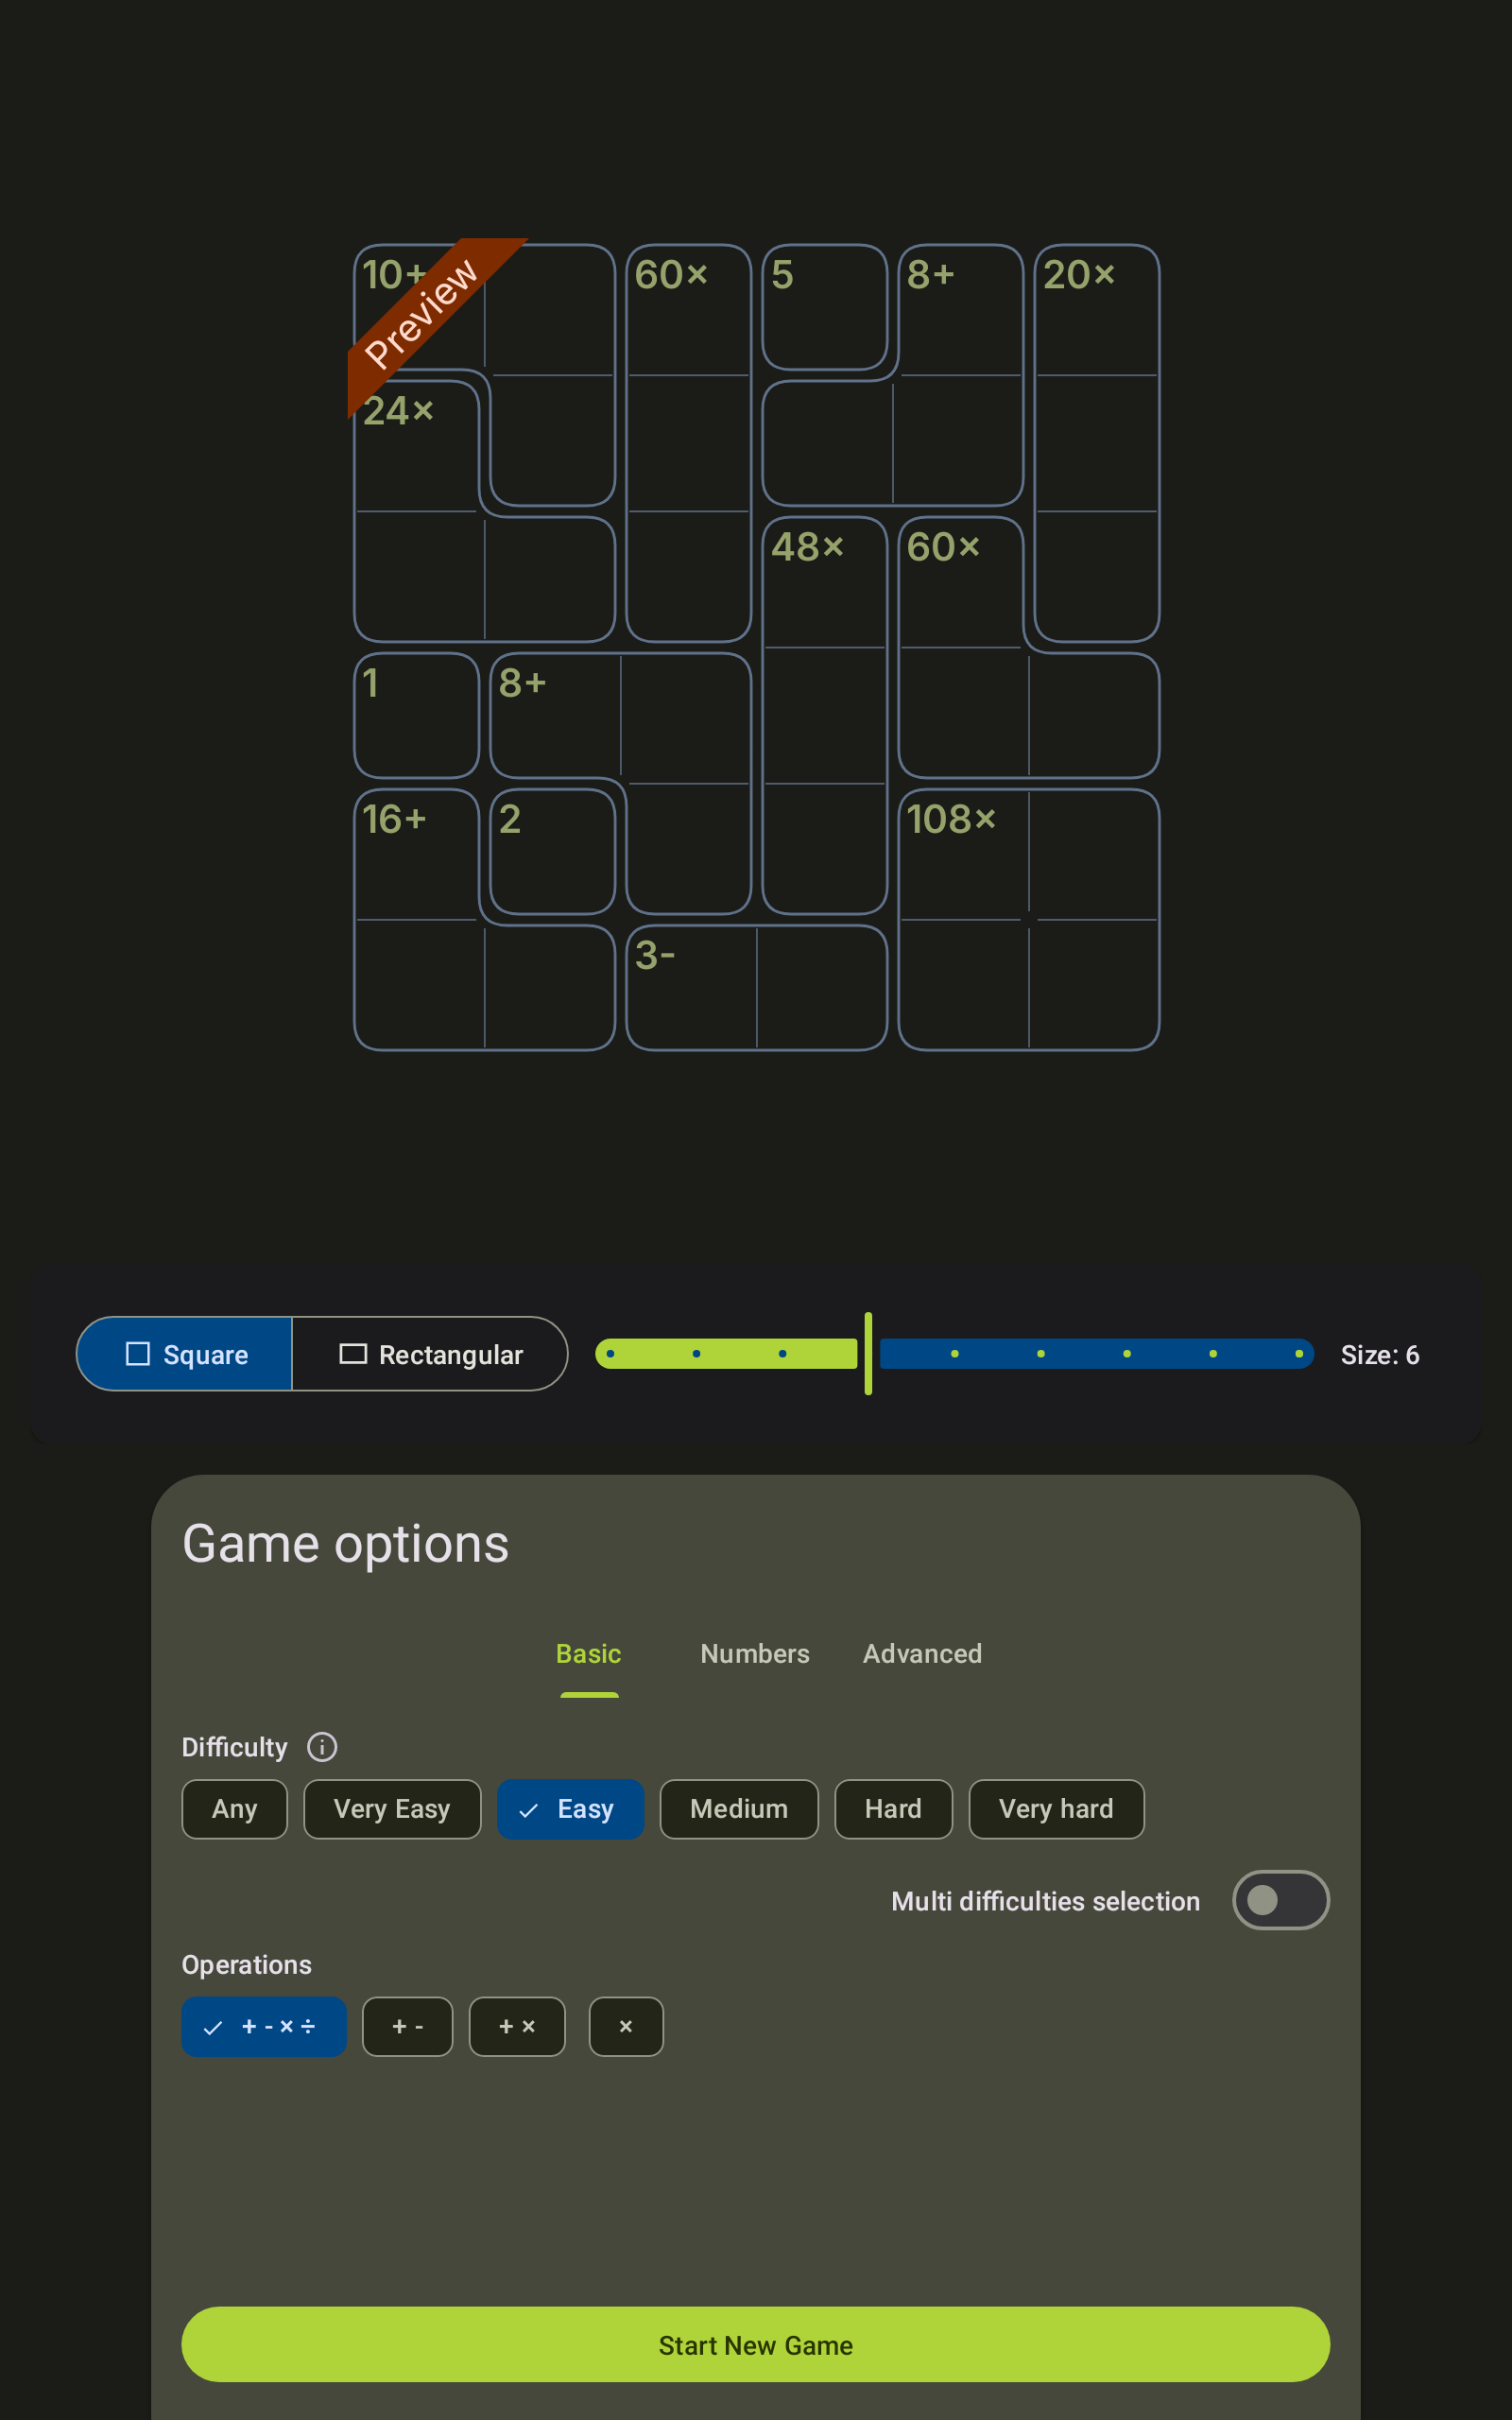 10+ 60× 5 8+ 20×
Preview
24×
48× 60×
1 8+
16+ 2 108×
3-
Square Rectangular Size: 6
Game options
Basic Numbers Advanced
Difficulty
Any Very Easy Easy Medium Hard Very hard
Multi difficulties selection
Operations
+ - × ÷ + - + × ×
Start New Game